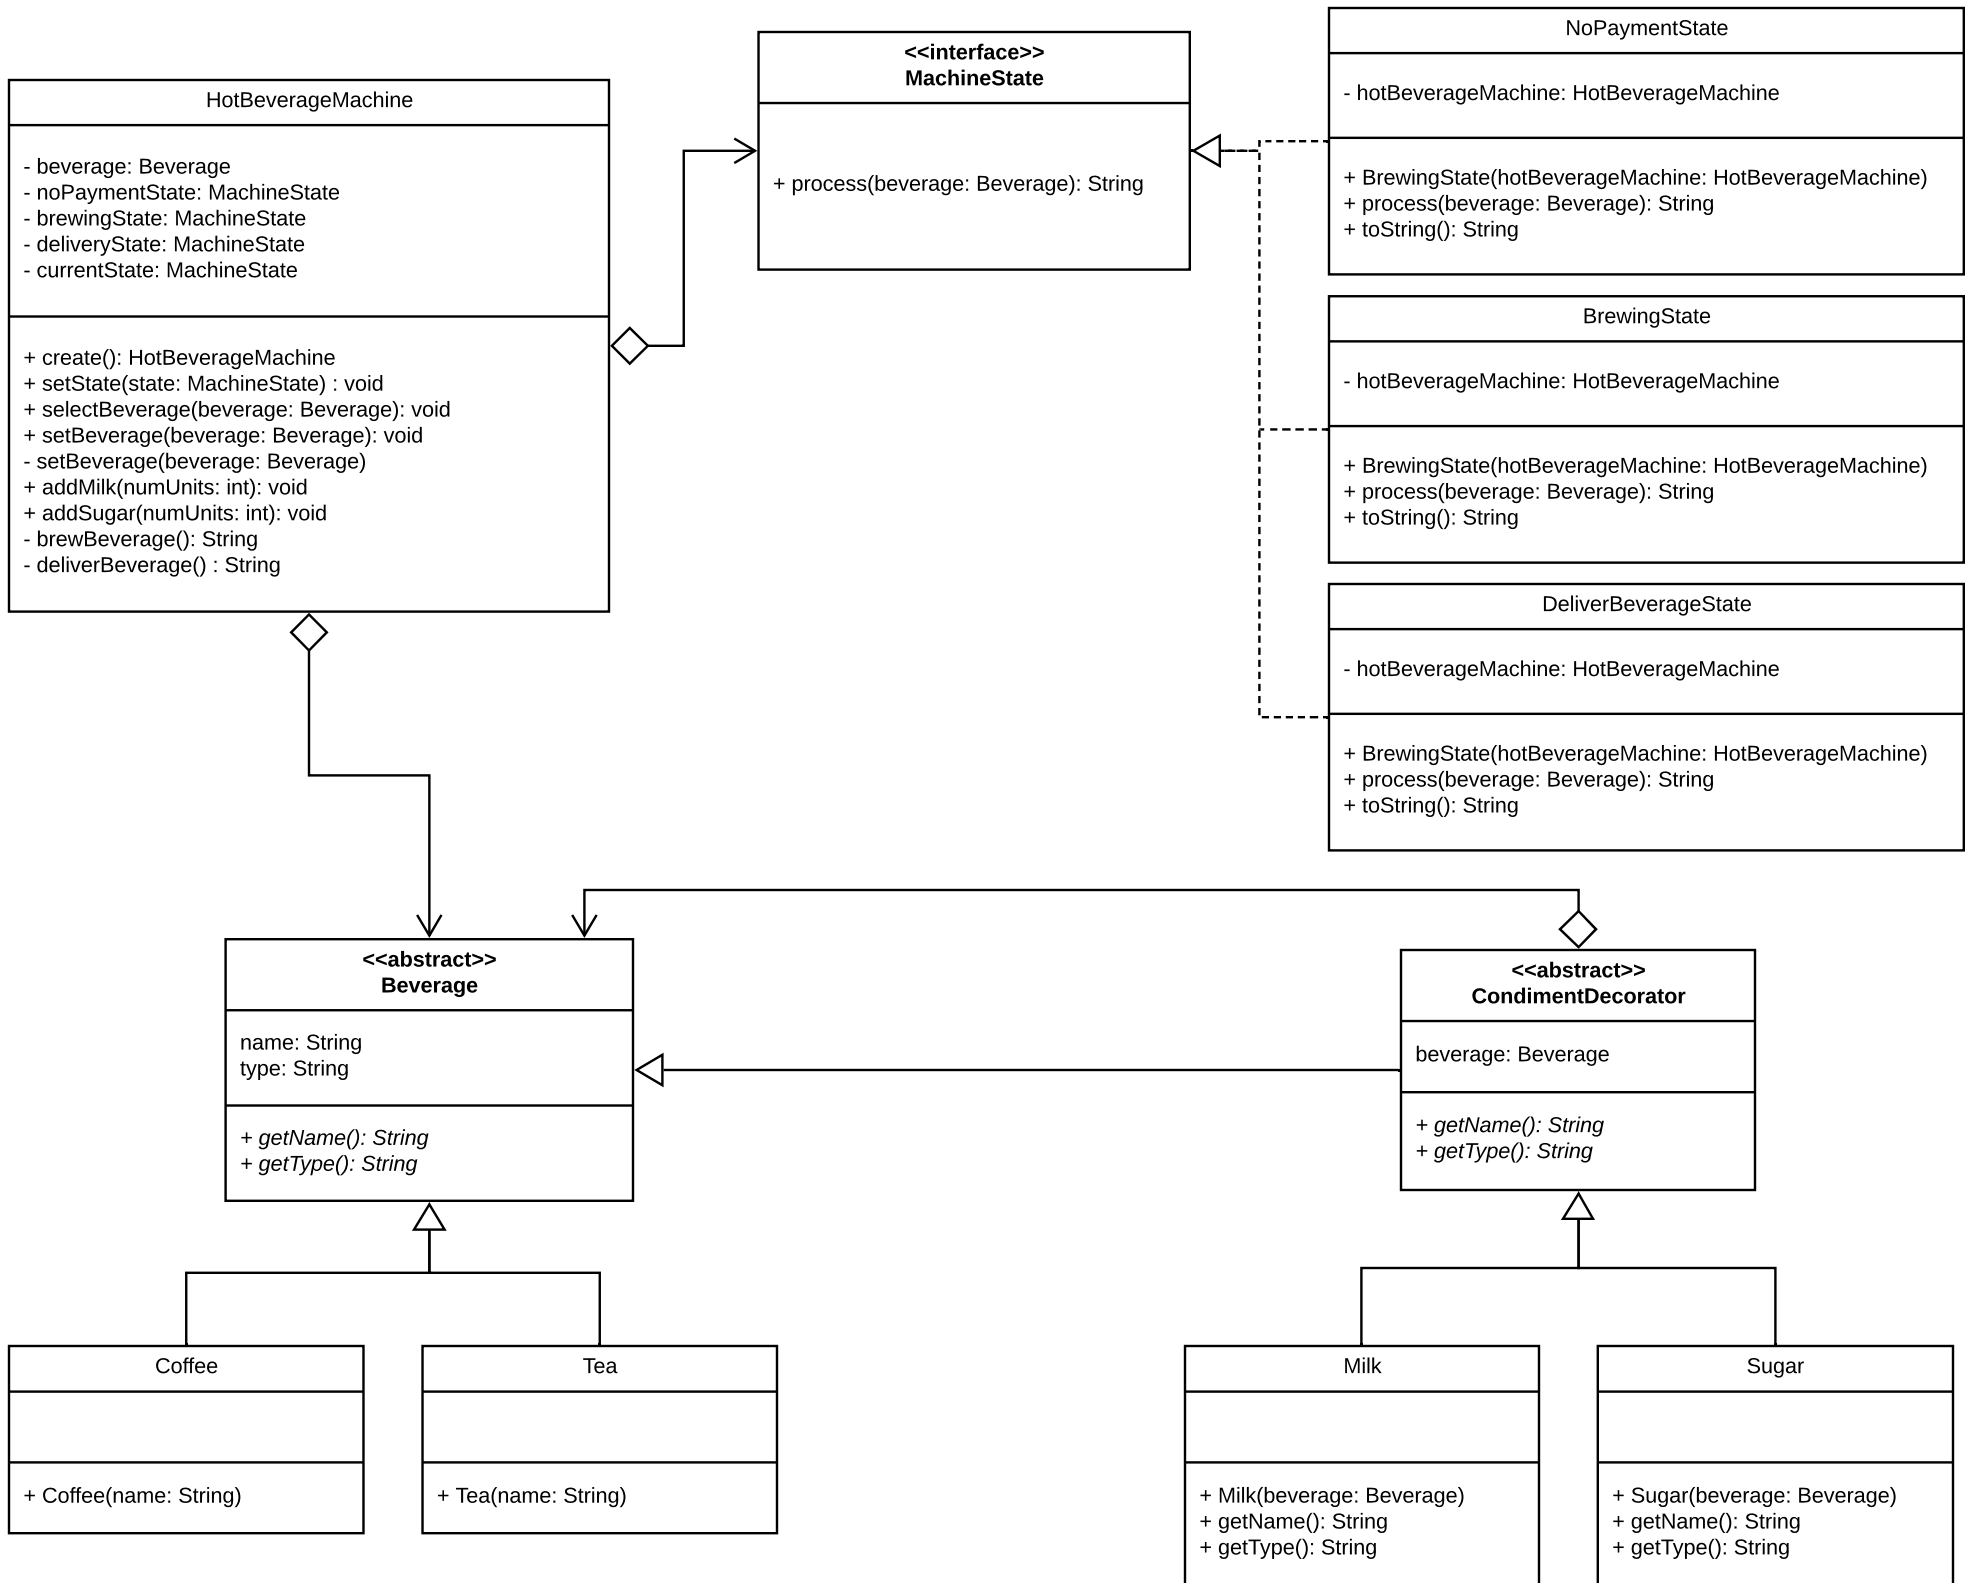 HotBeverageMachine
- beverage: Beverage
- noPaymentState: MachineState
- brewingState: MachineState
- deliveryState: MachineState
- currentState: MachineState
+ create(): HotBeverageMachine
+ setState(state: MachineState) : void
+ selectBeverage(beverage: Beverage): void
+ setBeverage(beverage: Beverage): void
- setBeverage(beverage: Beverage)
+ addMilk(numUnits: int): void
+ addSugar(numUnits: int): void
- brewBeverage(): String
- deliverBeverage() : String
<<interface>>
MachineState
+ process(beverage: Beverage): String
NoPaymentState
- hotBeverageMachine: HotBeverageMachine
+ BrewingState(hotBeverageMachine: HotBeverageMachine)
+ process(beverage: Beverage): String
+ toString(): String
BrewingState
- hotBeverageMachine: HotBeverageMachine
+ BrewingState(hotBeverageMachine: HotBeverageMachine)
+ process(beverage: Beverage): String
+ toString(): String
DeliverBeverageState
- hotBeverageMachine: HotBeverageMachine
+ BrewingState(hotBeverageMachine: HotBeverageMachine)
+ process(beverage: Beverage): String
+ toString(): String
<<abstract>>
Beverage
name: String
type: String
+ getName(): String
+ getType(): String
<<abstract>>
CondimentDecorator
beverage: Beverage
+ getName(): String
+ getType(): String
Coffee
+ Coffee(name: String)
Tea
+ Tea(name: String)
Milk
+ Milk(beverage: Beverage)
+ getName(): String
+ getType(): String
Sugar
+ Sugar(beverage: Beverage)
+ getName(): String
+ getType(): String